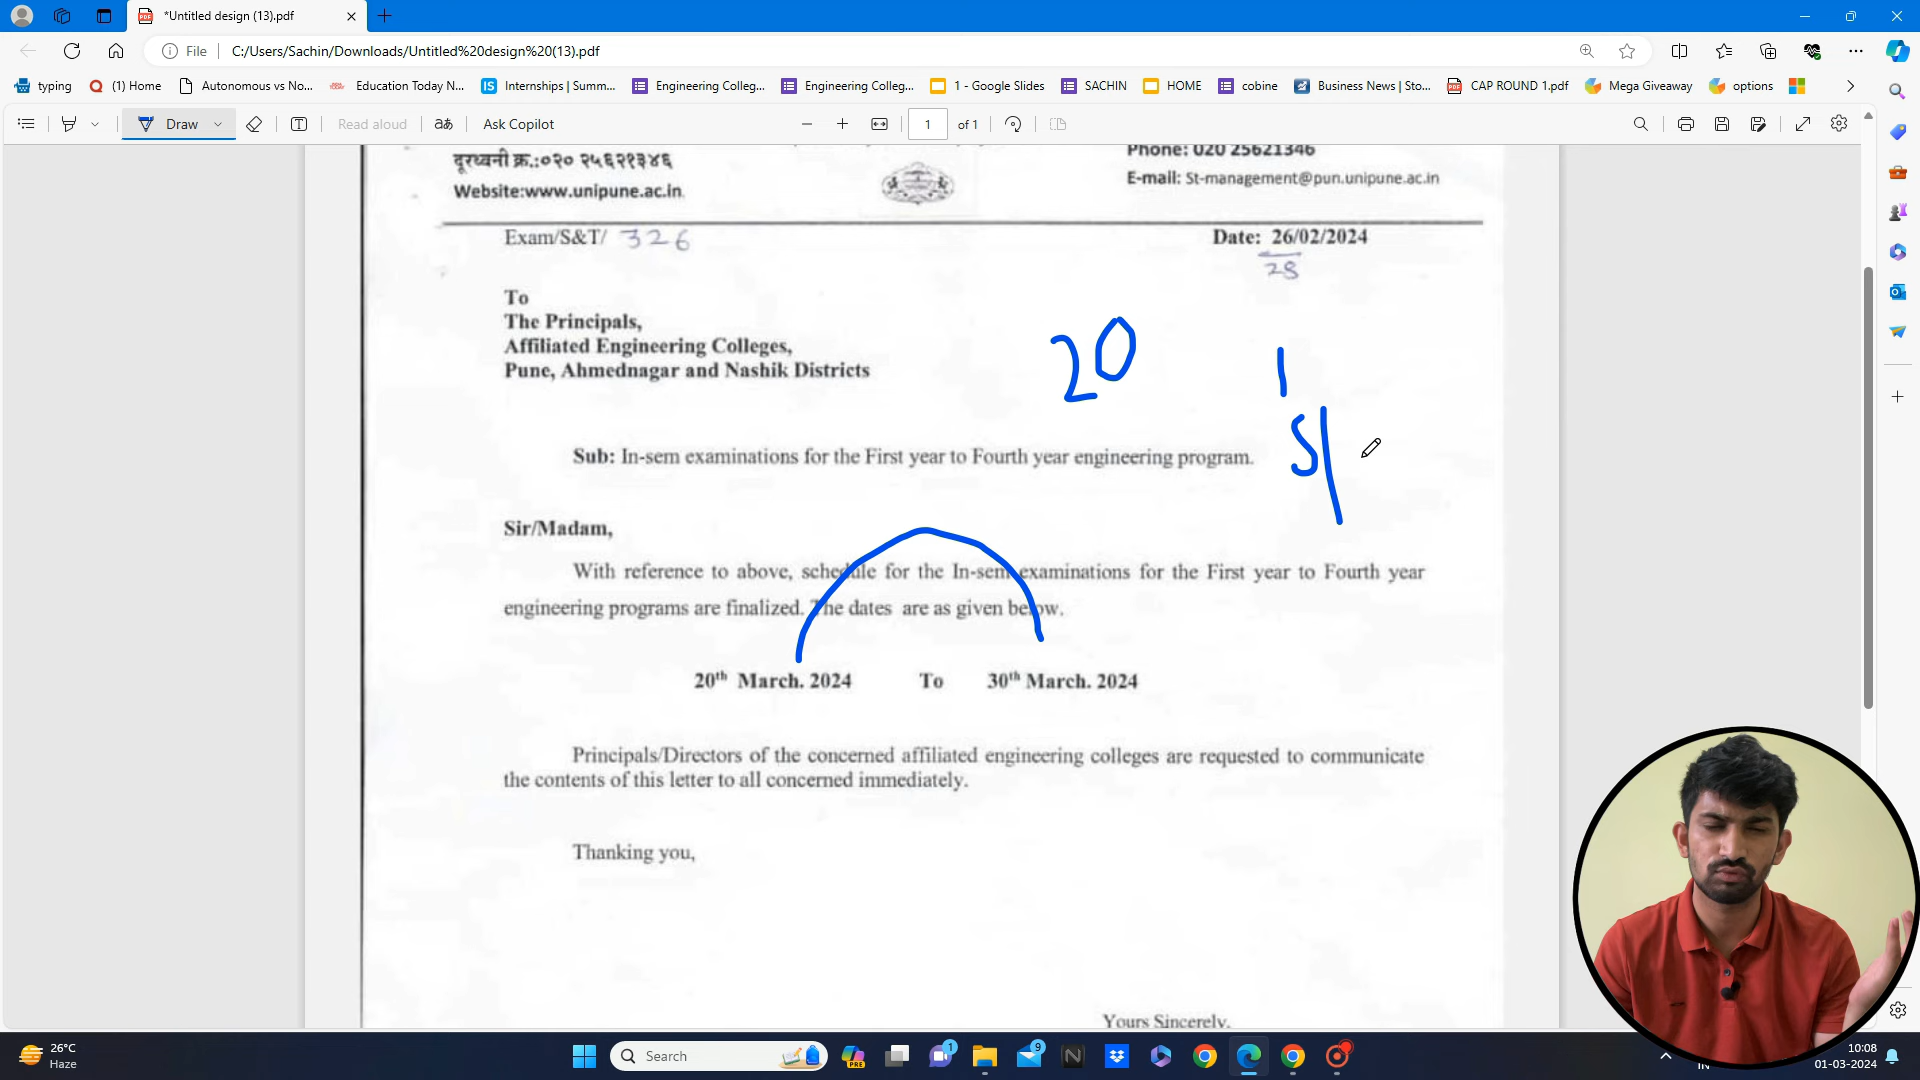 *Untitled design (13).pdf
File C:/Users/Sachin/Downloads/Untitled%20design%20(13).pdf
typing (1) Home Autonomous vs No... Education Today N... Internships | Summ... Engineering Colleg... Engineering Colleg... 1 - Google Slides SACHIN HOME cobine Business News | Sto... CAP ROUND 1.pdf Mega Giveaway options
Draw Read aloud aあ Ask Copilot 1 of 1
दूरध्वनी क्र.:०२० २५६२१३४६
Phone: 020 25621346
Website:www.unipune.ac.in
E-mail: St-management@pun.unipune.ac.in
Exam/S&T/ 326
Date: 26/02/2024
28
To
The Principals,
Affiliated Engineering Colleges,
Pune, Ahmednagar and Nashik Districts
20
1
Sub: In-sem examinations for the First year to Fourth year engineering program.
Sir/Madam,
With reference to above, schedule for the In-sem examinations for the First year to Fourth year
engineering programs are finalized. The dates are as given below.
20th March. 2024 To 30th March. 2024
Principals/Directors of the concerned affiliated engineering colleges are requested to communicate
the contents of this letter to all concerned immediately.
Thanking you,
Yours Sincerely,
26°C
Haze
Search
PRE
1
9
IN
10:08
01-03-2024